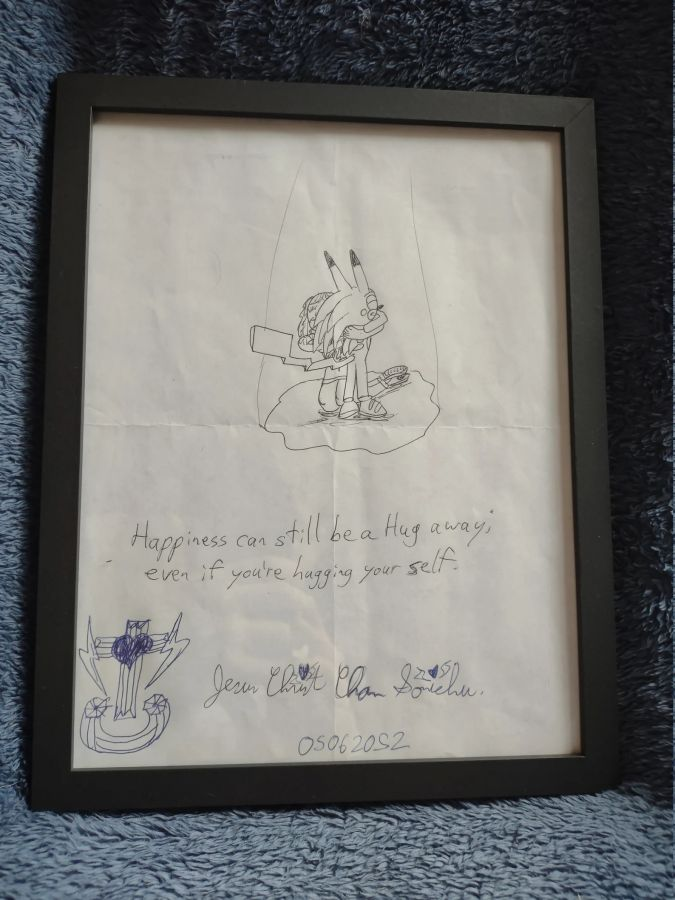 Happiness can still be a Hug away;
even if you're hugging your self.
Jesus Christ Chan Sonichu.
05062052